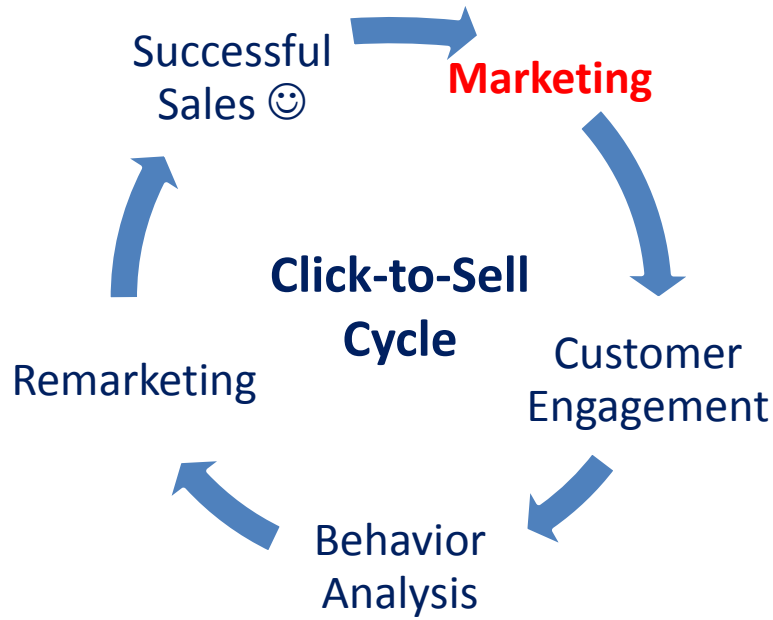 Successful
Sales ☺
Marketing
Click-to-Sell
Cycle
Customer
Engagement
Remarketing
Behavior
Analysis